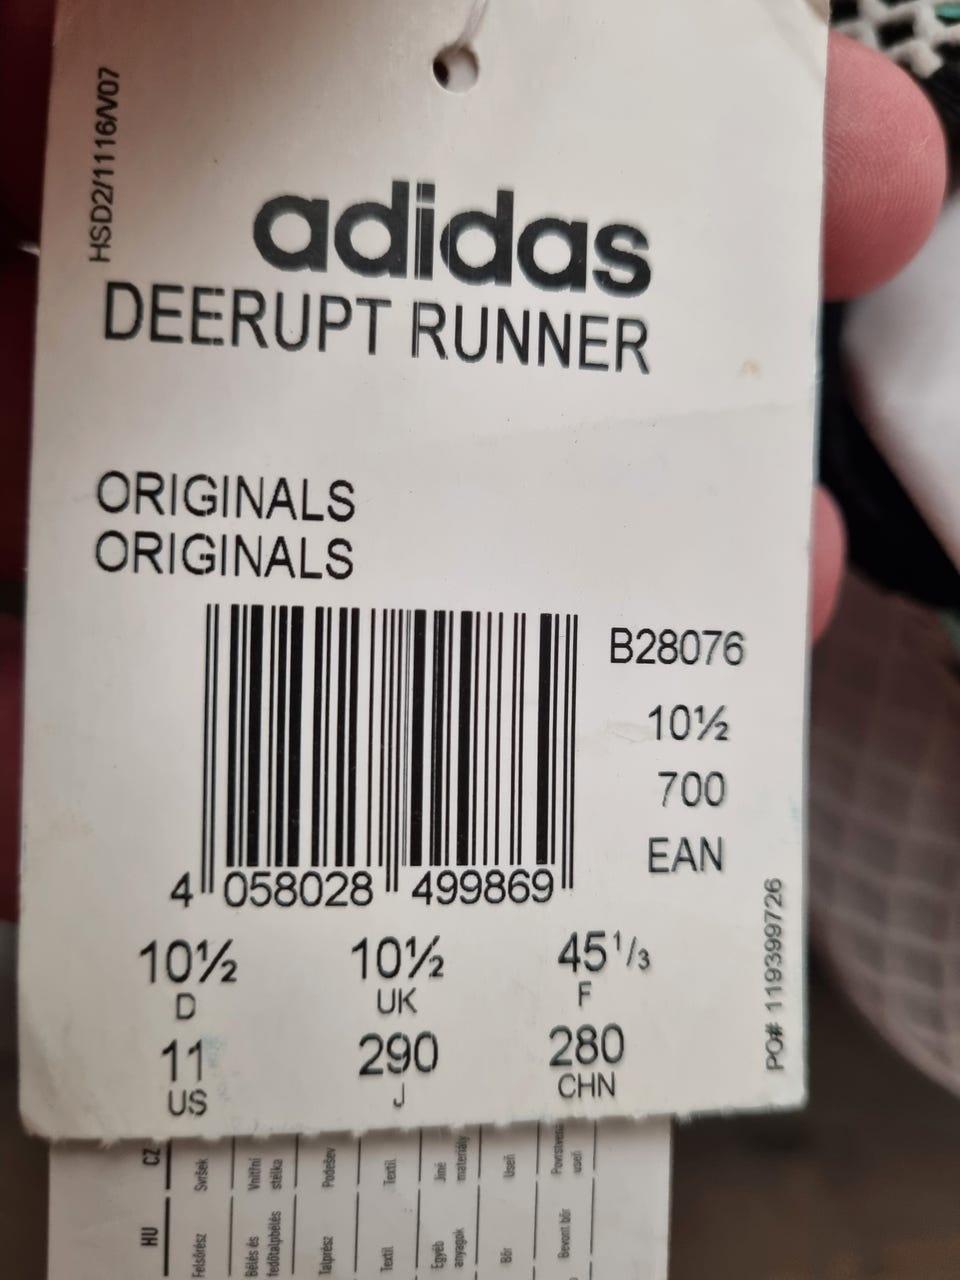 HSD2/1116/V07
adidas
DEERUPT RUNNER
ORIGINALS
ORIGINALS
B28076
10½
700
EAN
4 058028 499869
10½ 10½ 45 1/3
D UK F
11 290 280
US J CHN
PO# 119399726
CZ
Svršek
Vnitřní stélka
Podešev
Textil
Jiné materiály
Useň
useň
HU
Felsőrész
Bélés és fedőtalpbélés
Talprész
Textil
Egyéb anyagok
Bőr
Bevont bőr